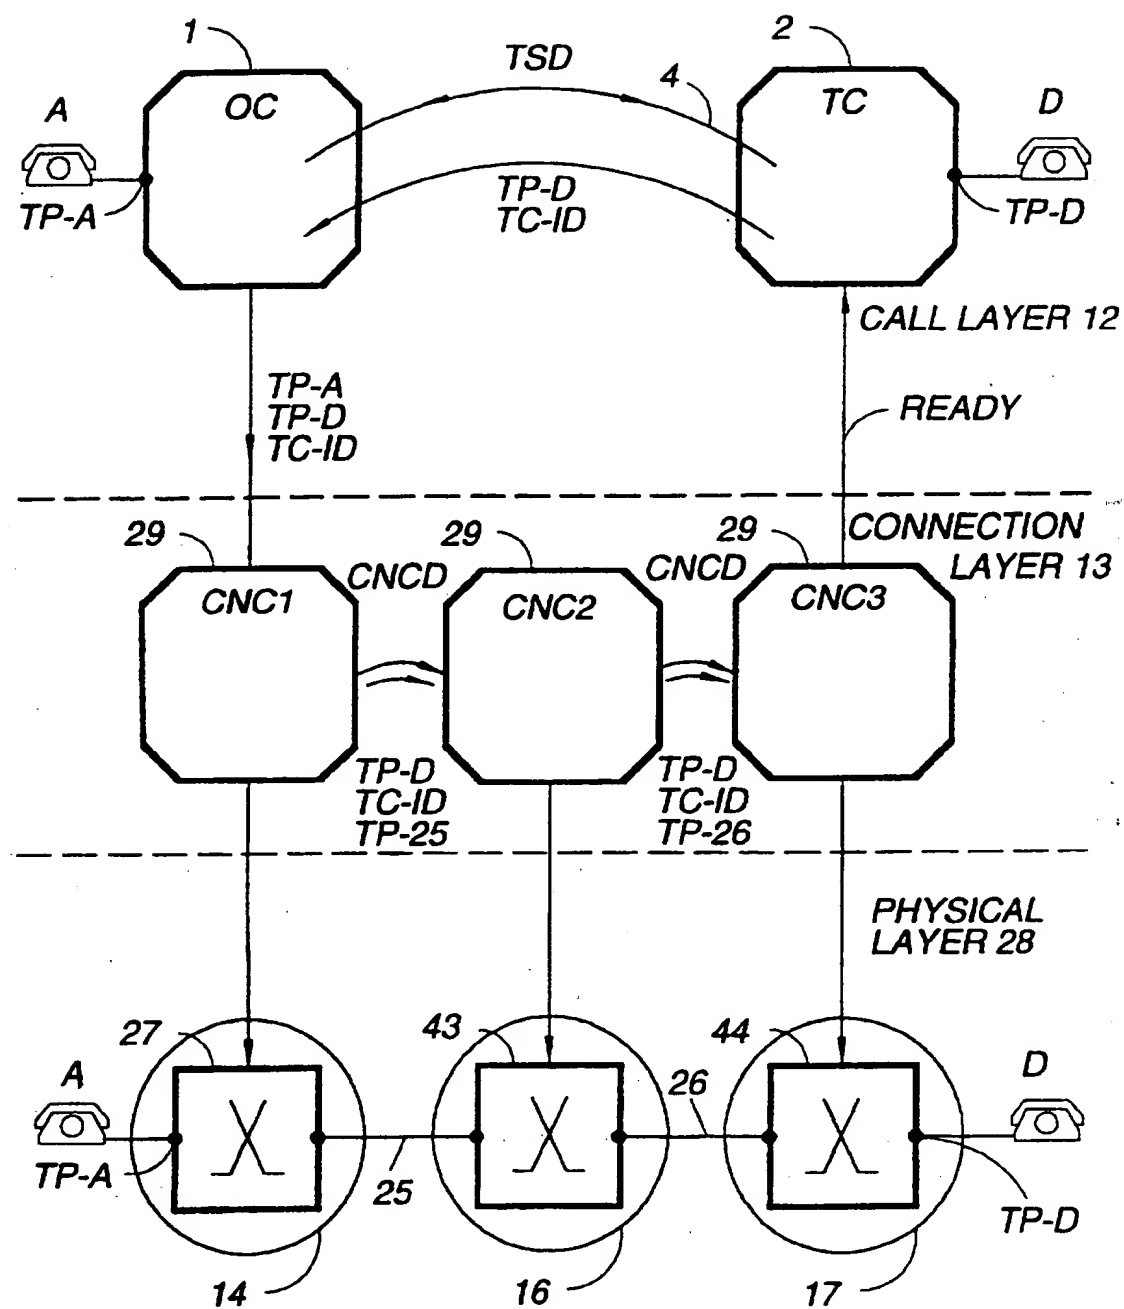 1
2
TSD
4
A
OC
TC
D
TP-A
TP-D
TC-ID
TP-D
CALL LAYER 12
TP-A
TP-D
TC-ID
READY
29
29
29
CONNECTION
LAYER 13
CNCD
CNCD
CNC1
CNC2
CNC3
TP-D
TC-ID
TP-25
TP-D
TC-ID
TP-26
PHYSICAL
LAYER 28
27
43
44
A
26
D
TP-A
25
TP-D
14
16
17